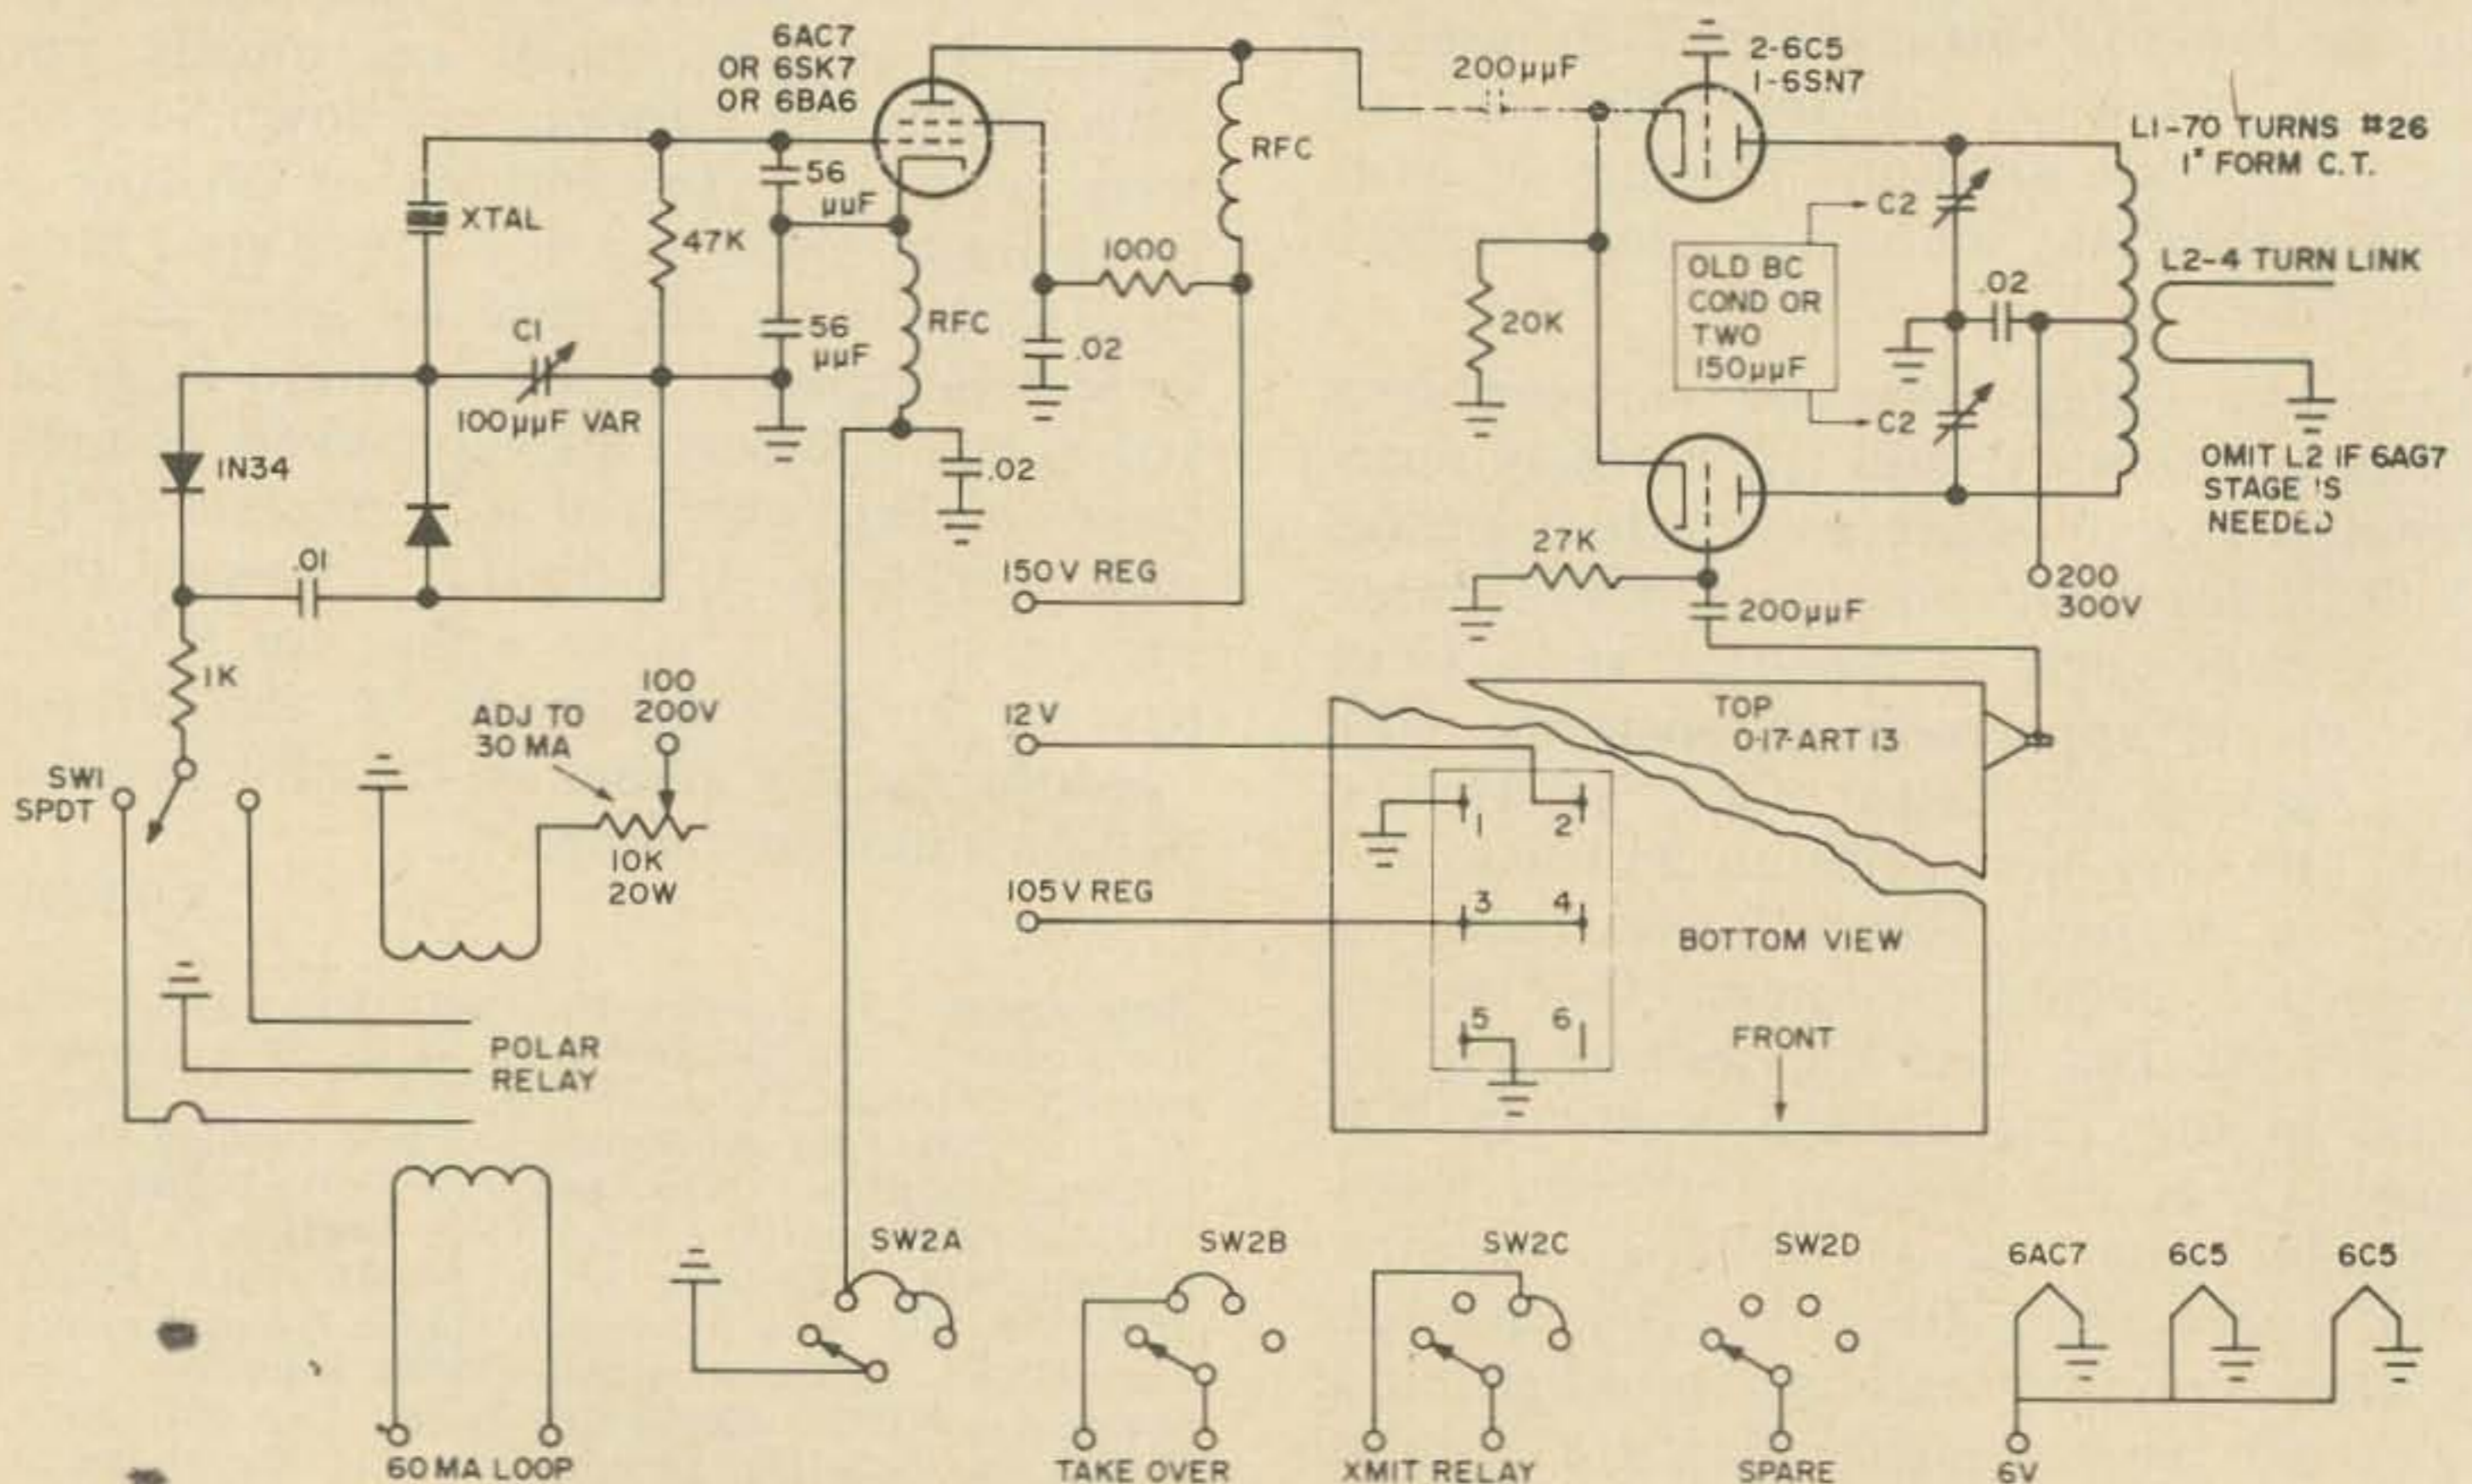 6AC7
OR 6SK7
OR 6BA6
200µµF
2-6C5
1-6SN7
L1-70 TURNS #26
1" FORM C.T.
RFC
56
µµF
XTAL
47K
C2
L2-4 TURN LINK
1000
OLD BC
COND OR
TWO
150µµF
.02
C1
56
µµF
RFC
.02
20K
100µµF VAR
C2
1N34
.02
OMIT L2 IF 6AG7
STAGE IS
NEEDED
.01
150V REG
27K
200µµF
200
300V
1K
ADJ TO
30 MA
100
200V
12V
TOP
0-17-ART 13
SW1
SPDT
10K
20W
1
2
105V REG
3
4
BOTTOM VIEW
5
6
FRONT
POLAR
RELAY
SW2A
SW2B
SW2C
SW2D
6AC7
6C5
6C5
60 MA LOOP
TAKE OVER
XMIT RELAY
SPARE
6V